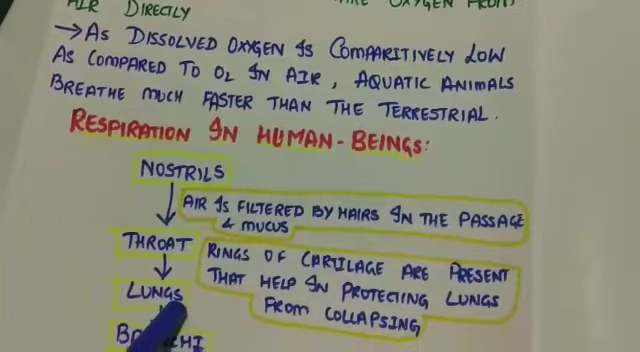 AIR DIRECTLY OXYGEN FROM
→ AS DISSOLVED OXYGEN IS COMPARITIVELY LOW
AS COMPARED TO O2 IN AIR, AQUATIC ANIMALS
BREATHE MUCH FASTER THAN THE TERRESTRIAL.
RESPIRATION IN HUMAN-BEINGS:
NOSTRILS
AIR IS FILTERED BY HAIRS IN THE PASSAGE
& MUCUS
THROAT
RINGS OF CARTILAGE ARE PRESENT
THAT HELP IN PROTECTING LUNGS
FROM COLLAPSING
LUNGS